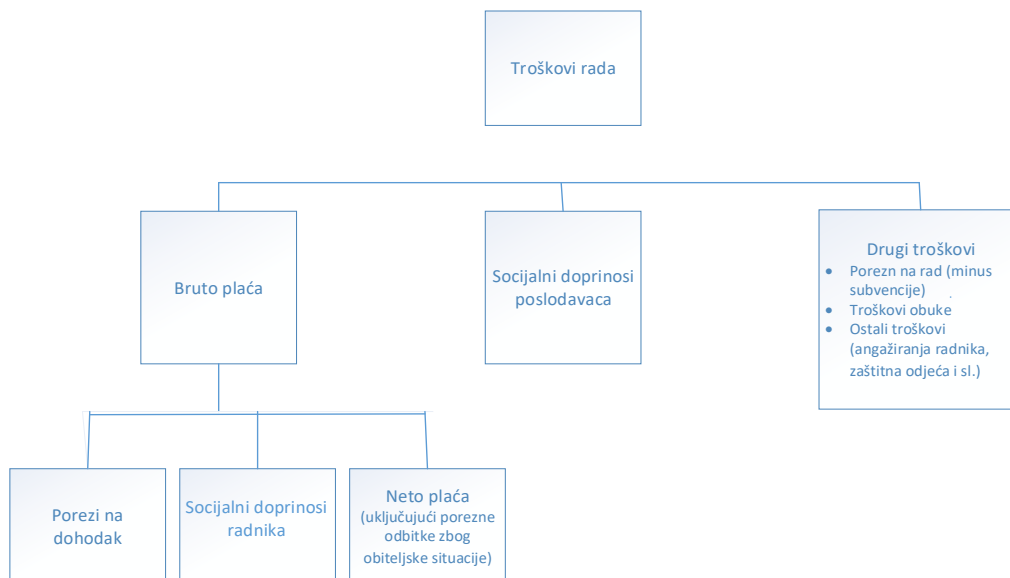 Troškovi rada
Bruto plaća
Socijalni doprinosi
poslodavaca
Drugi troškovi
• Porezn na rad (minus
subvencije)
• Troškovi obuke
• Ostali troškovi
(angažiranja radnika,
zaštitna odjeća i sl.)
Porezi na
dohodak
Socijalni doprinosi
radnika
Neto plaća
(uključujući porezne
odbitke zbog
obiteljske situacije)